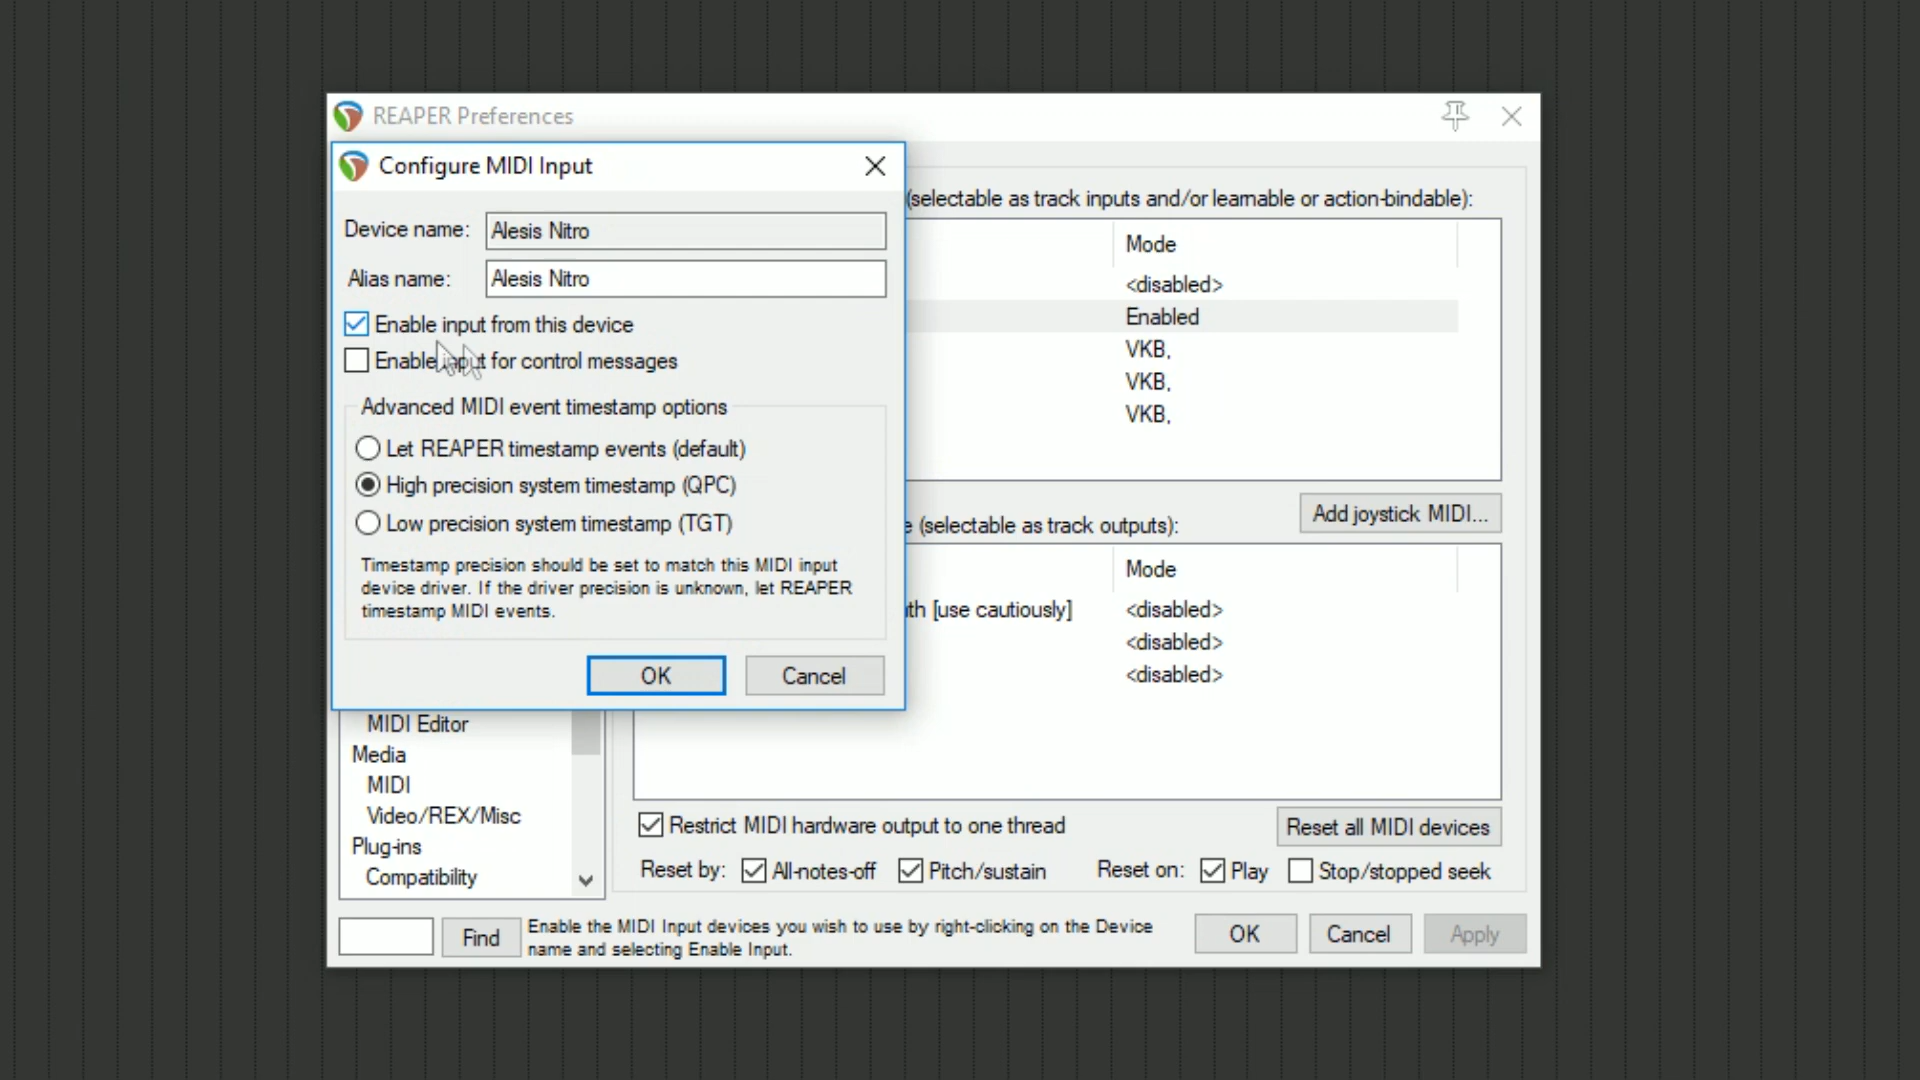 REAPER Preferences
Configure MIDI Input
Device name: Alesis Nitro
Alias name: Alesis Nitro
Enable input from this device
Enable input for control messages
Advanced MIDI event timestamp options
Let REAPER timestamp events (default)
High precision system timestamp (QPC)
Low precision system timestamp (TGT)
Timestamp precision should be set to match this MIDI input
device driver. If the driver precision is unknown, let REAPER
timestamp MIDI events.
OK Cancel
(selectable as track inputs and/or learnable or action-bindable):
Mode
<disabled>
Enabled
VKB,
VKB,
VKB,
Add joystick MIDI...
(selectable as track outputs):
Mode
[use cautiously] <disabled>
<disabled>
<disabled>
MIDI Editor
Media
MIDI
Video/REX/Misc
Plug-ins
Compatibility
Restrict MIDI hardware output to one thread
Reset all MIDI devices
Reset by: All-notes-off Pitch/sustain Reset on: Play Stop/stopped seek
Find
Enable the MIDI Input devices you wish to use by right-clicking on the Device
name and selecting Enable Input.
OK Cancel Apply